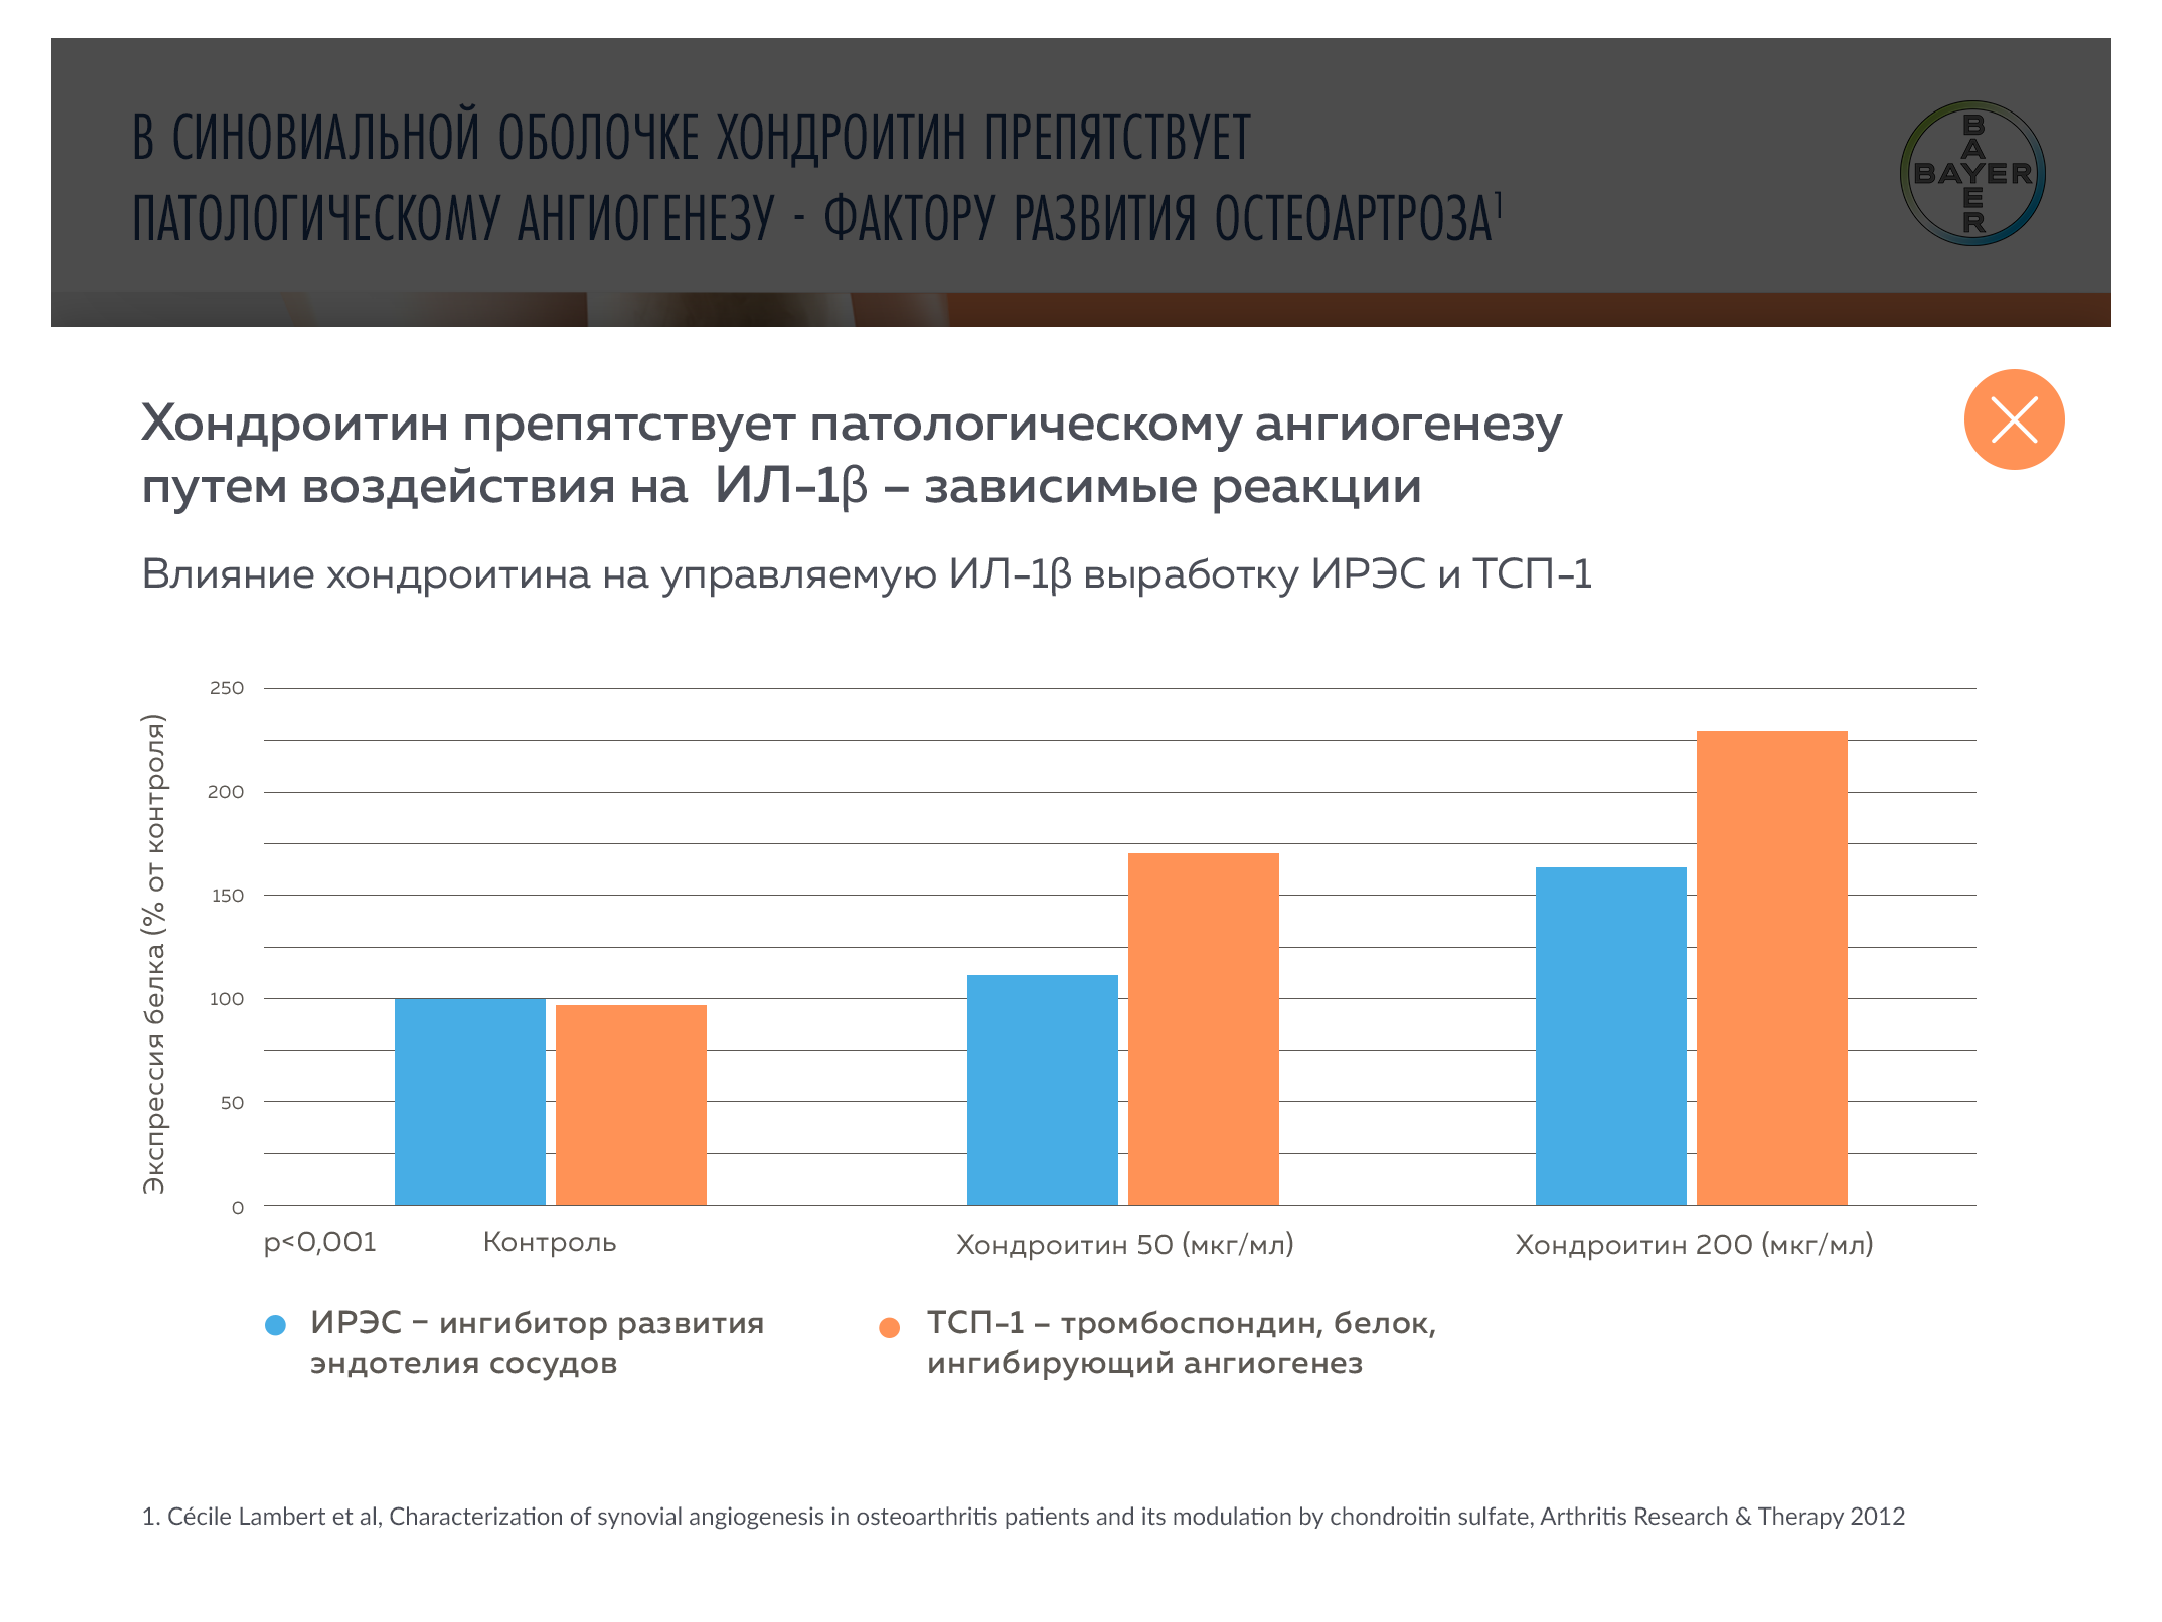 В СИНОВИАЛЬНОЙ ОБОЛОЧКЕ ХОНДРОИТИН ПРЕПЯТСТВУЕТ
ПАТОЛОГИЧЕСКОМУ АНГИОГЕНЕЗУ - ФАКТОРУ РАЗВИТИЯ ОСТЕОАРТРОЗА¹
BAYER
BAYER
Хондроитин препятствует патологическому ангиогенезу
путем воздействия на ИЛ-1β – зависимые реакции
Влияние хондроитина на управляемую ИЛ-1β выработку ИРЭС и ТСП-1
Экспрессия белка (% от контроля)
250
200
150
100
50
0
p<0,001
Контроль
Хондроитин 50 (мкг/мл)
Хондроитин 200 (мкг/мл)
ИРЭС – ингибитор развития
эндотелия сосудов
ТСП-1 – тромбоспондин, белок,
ингибирующий ангиогенез
1. Cécile Lambert et al, Characterization of synovial angiogenesis in osteoarthritis patients and its modulation by chondroitin sulfate, Arthritis Research & Therapy 2012